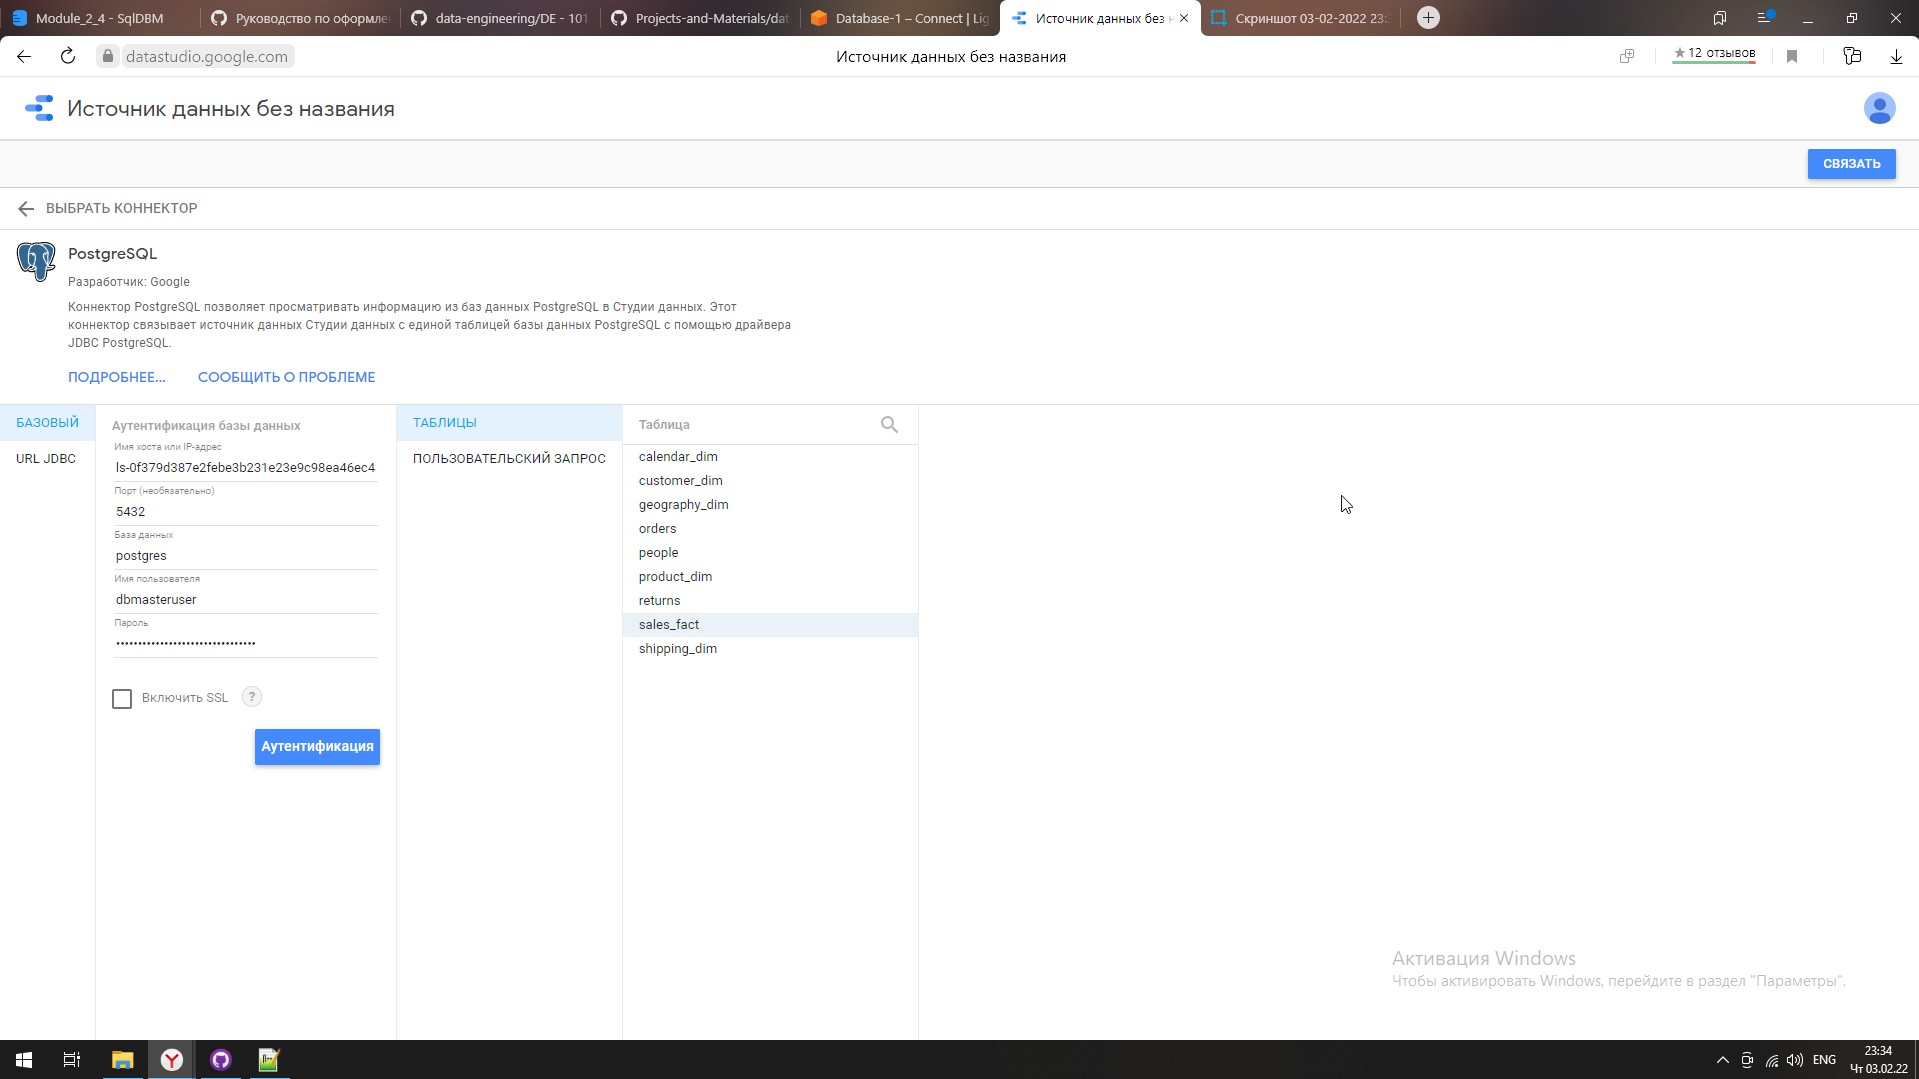 Module_2_4 - SqlDBM
Руководство по оформле
data-engineering/DE - 101
Projects-and-Materials/dat
Database-1 – Connect | Lig
Источник данных без н
Скриншот 03-02-2022 23:
datastudio.google.com
Источник данных без названия
★ 12 отзывов
Источник данных без названия
СВЯЗАТЬ
ВЫБРАТЬ КОННЕКТОР
PostgreSQL
Разработчик: Google
Коннектор PostgreSQL позволяет просматривать информацию из баз данных PostgreSQL в Студии данных. Этот
коннектор связывает источник данных Студии данных с единой таблицей базы данных PostgreSQL с помощью драйвера
JDBC PostgreSQL.
ПОДРОБНЕЕ...
СООБЩИТЬ О ПРОБЛЕМЕ
БАЗОВЫЙ
URL JDBC
Аутентификация базы данных
Имя хоста или IP-адрес
ls-0f379d387e2febe3b231e23e9c98ea46ec4
Порт (необязательно)
5432
База данных
postgres
Имя пользователя
dbmasteruser
Пароль
Включить SSL
?
Аутентификация
ТАБЛИЦЫ
ПОЛЬЗОВАТЕЛЬСКИЙ ЗАПРОС
Таблица
calendar_dim
customer_dim
geography_dim
orders
people
product_dim
returns
sales_fact
shipping_dim
Активация Windows
Чтобы активировать Windows, перейдите в раздел "Параметры".
ENG
23:34
Чт 03.02.22